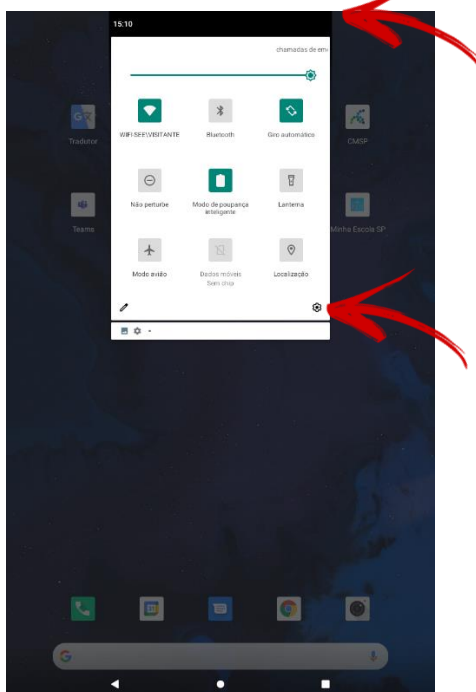 15:10
chamadas de em
WIFI-SEE\VISITANTE Bluetooth Giro automático
Tradutor CMSP
Não perturbe Modo de poupança inteligente Lanterna
Teams Minha Escola SP
Modo avião Dados móveis Localização
Sem chip
G